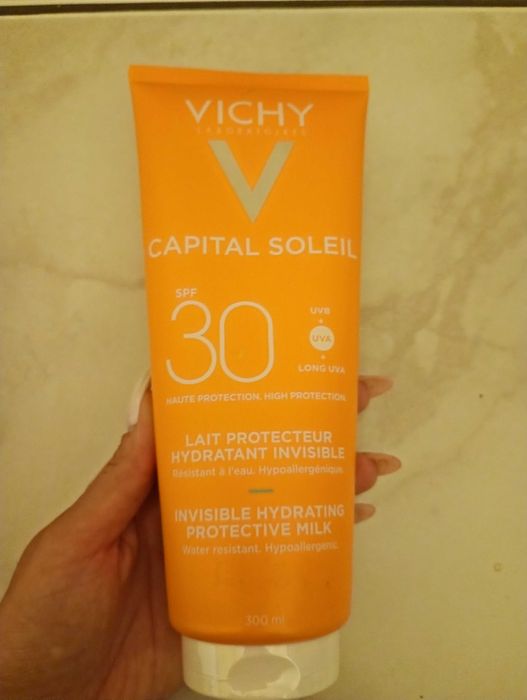 VICHY
LABORATOIRES
V
CAPITAL SOLEIL
SPF
30
UVB
+
UVA
+
LONG UVA
HAUTE PROTECTION. HIGH PROTECTION.
LAIT PROTECTEUR
HYDRATANT INVISIBLE
Résistant à l'eau. Hypoallergénique.
INVISIBLE HYDRATING
PROTECTIVE MILK
Water resistant. Hypoallergenic.
300 ml